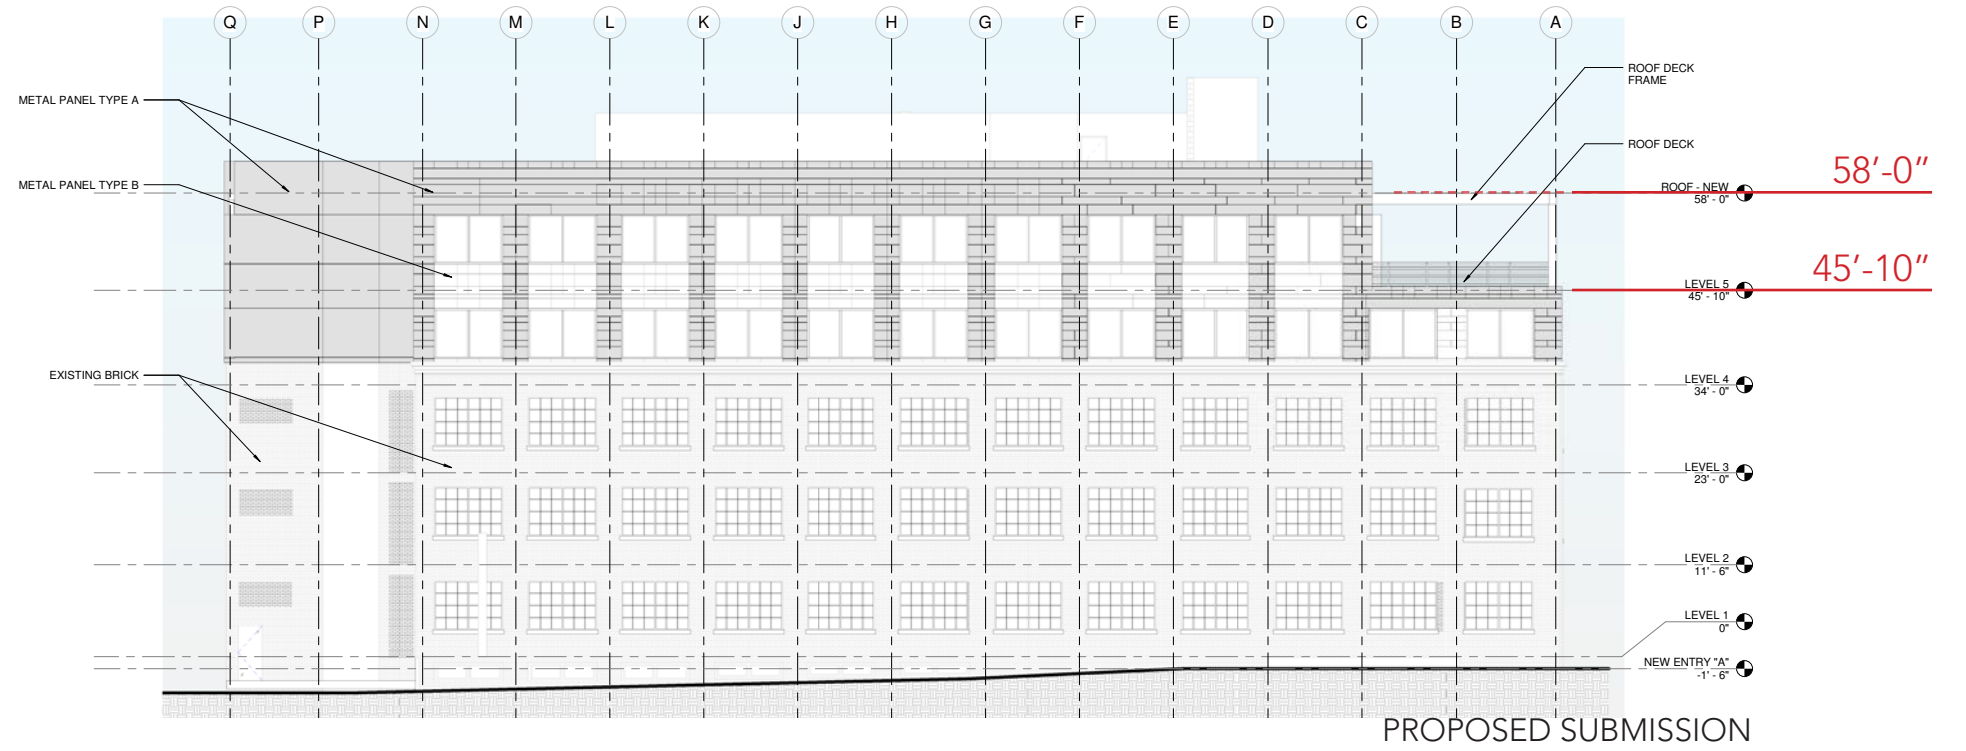 Q P N M L K J H G F E D C B A
ROOF DECK
FRAME
METAL PANEL TYPE A
ROOF DECK
58'-0"
METAL PANEL TYPE B
ROOF - NEW
58' - 0"
45'-10"
LEVEL 5
45' - 10"
EXISTING BRICK
LEVEL 4
34' - 0"
LEVEL 3
23' - 0"
LEVEL 2
11' - 6"
LEVEL 1
0"
NEW ENTRY "A"
-1' - 6"
PROPOSED SUBMISSION